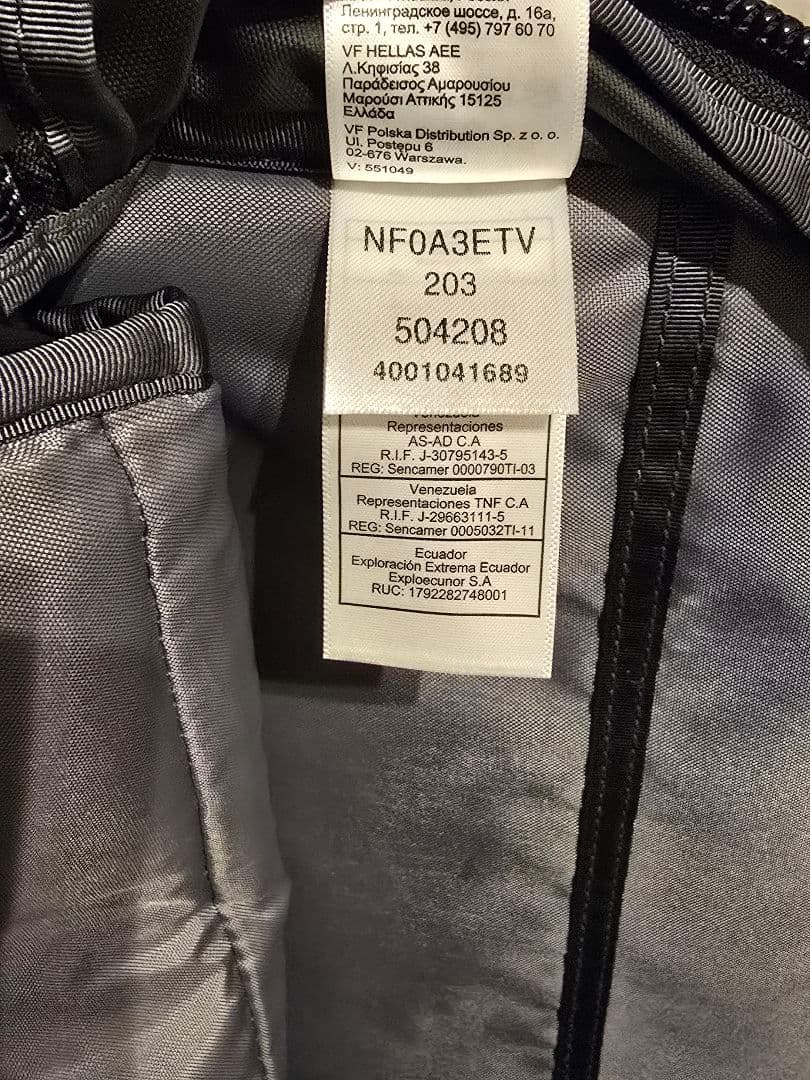 Ленинградское шоссе, д. 16а,
стр. 1, тел. +7 (495) 797 60 70
VF HELLAS AEE
Λ.Κηφισίας 38
Παράδεισος Αμαρουσίου
Μαρούσι Αττικής 15125
Ελλάδα
VF Polska Distribution Sp. z o. o.
Ul. Postępu 6
02-676 Warszawa.
V: 551049
NF0A3ETV
203
504208
4001041689
Venezuela
Representaciones
AS-AD C.A
R.I.F. J-30795143-5
REG: Sencamer 0000790TI-03
Venezuela
Representaciones TNF C.A
R.I.F. J-29663111-5
REG: Sencamer 0005032TI-11
Ecuador
Exploración Extrema Ecuador
Exploecunor S.A
RUC: 1792282748001